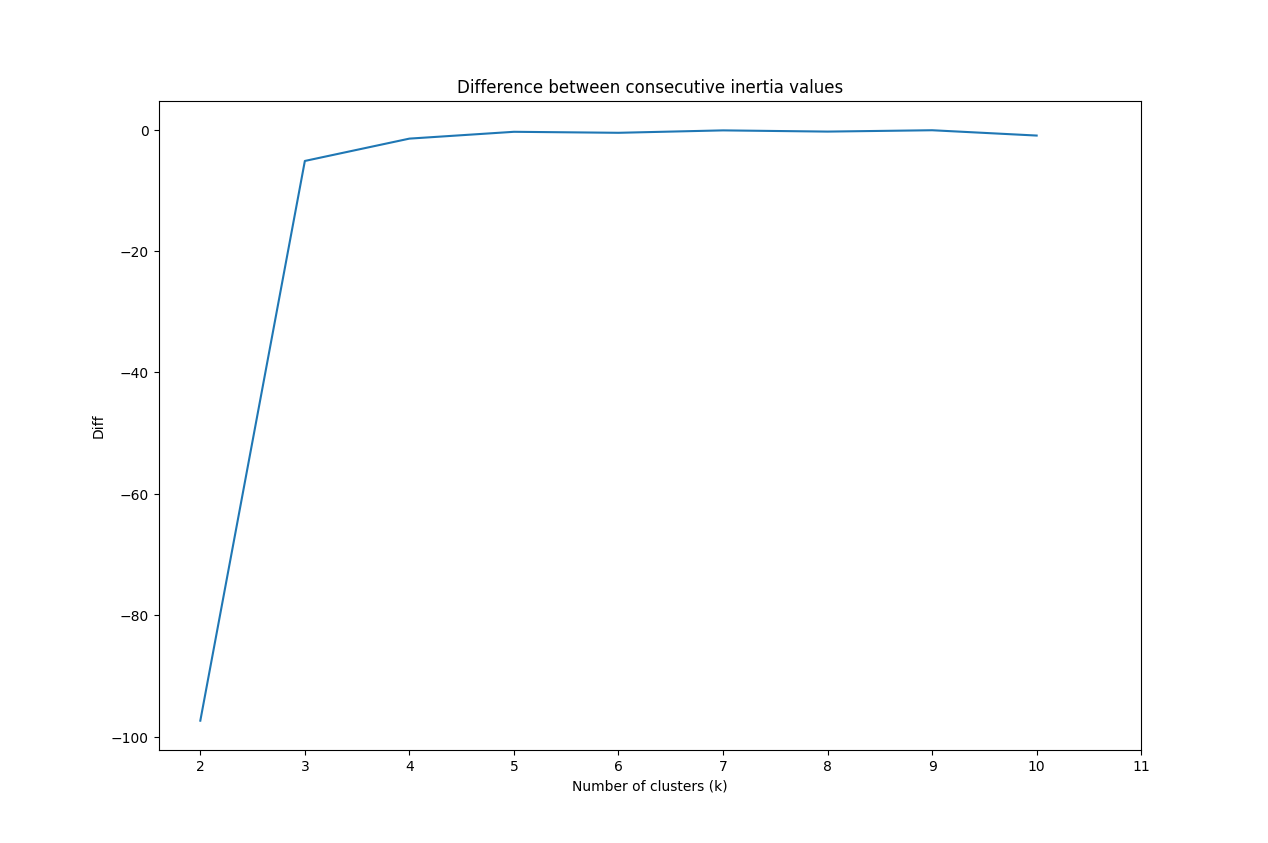 Difference between consecutive inertia values
0
−20
−40
−60
−80
−100
Diff
2 3 4 5 6 7 8 9 10 11
Number of clusters (k)